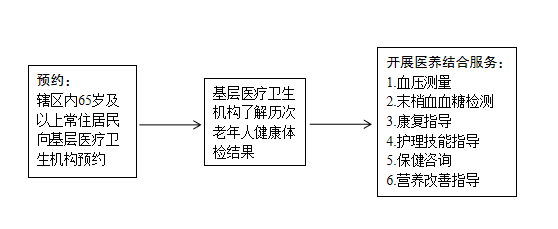 预约：
辖区内65岁及
以上常住居民
向基层医疗卫
生机构预约
基层医疗卫生
机构了解历次
老年人健康体
检结果
开展医养结合服务：
1.血压测量
2.末梢血血糖检测
3.康复指导
4.护理技能指导
5.保健咨询
6.营养改善指导